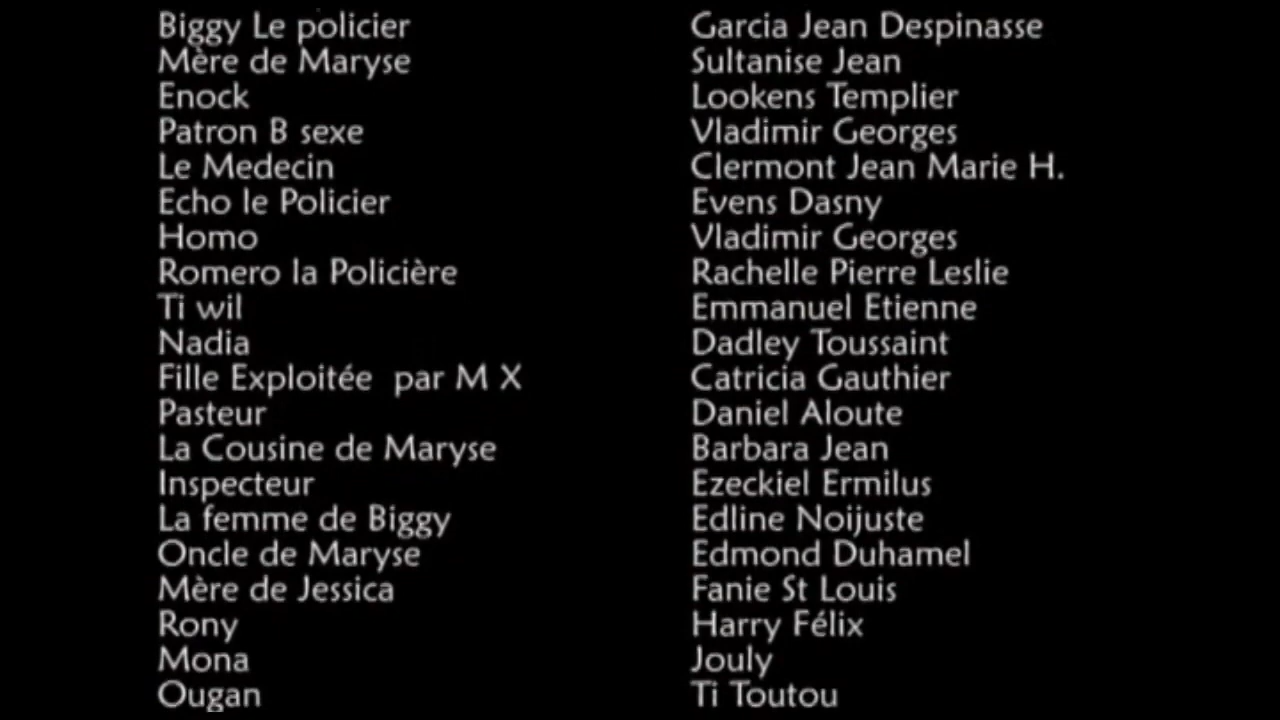 Biggy Le policier Garcia Jean Despinasse
Mère de Maryse Sultanise Jean
Enock Lookens Templier
Patron B sexe Vladimir Georges
Le Medecin Clermont Jean Marie H.
Echo le Policier Evens Dasny
Homo Vladimir Georges
Romero la Policière Rachelle Pierre Leslie
Ti wil Emmanuel Etienne
Nadia Dadley Toussaint
Fille Exploitée par M X Catricia Gauthier
Pasteur Daniel Aloute
La Cousine de Maryse Barbara Jean
Inspecteur Ezeckiel Ermilus
La femme de Biggy Edline Noijuste
Oncle de Maryse Edmond Duhamel
Mère de Jessica Fanie St Louis
Rony Harry Félix
Mona Jouly
Ougan Ti Toutou